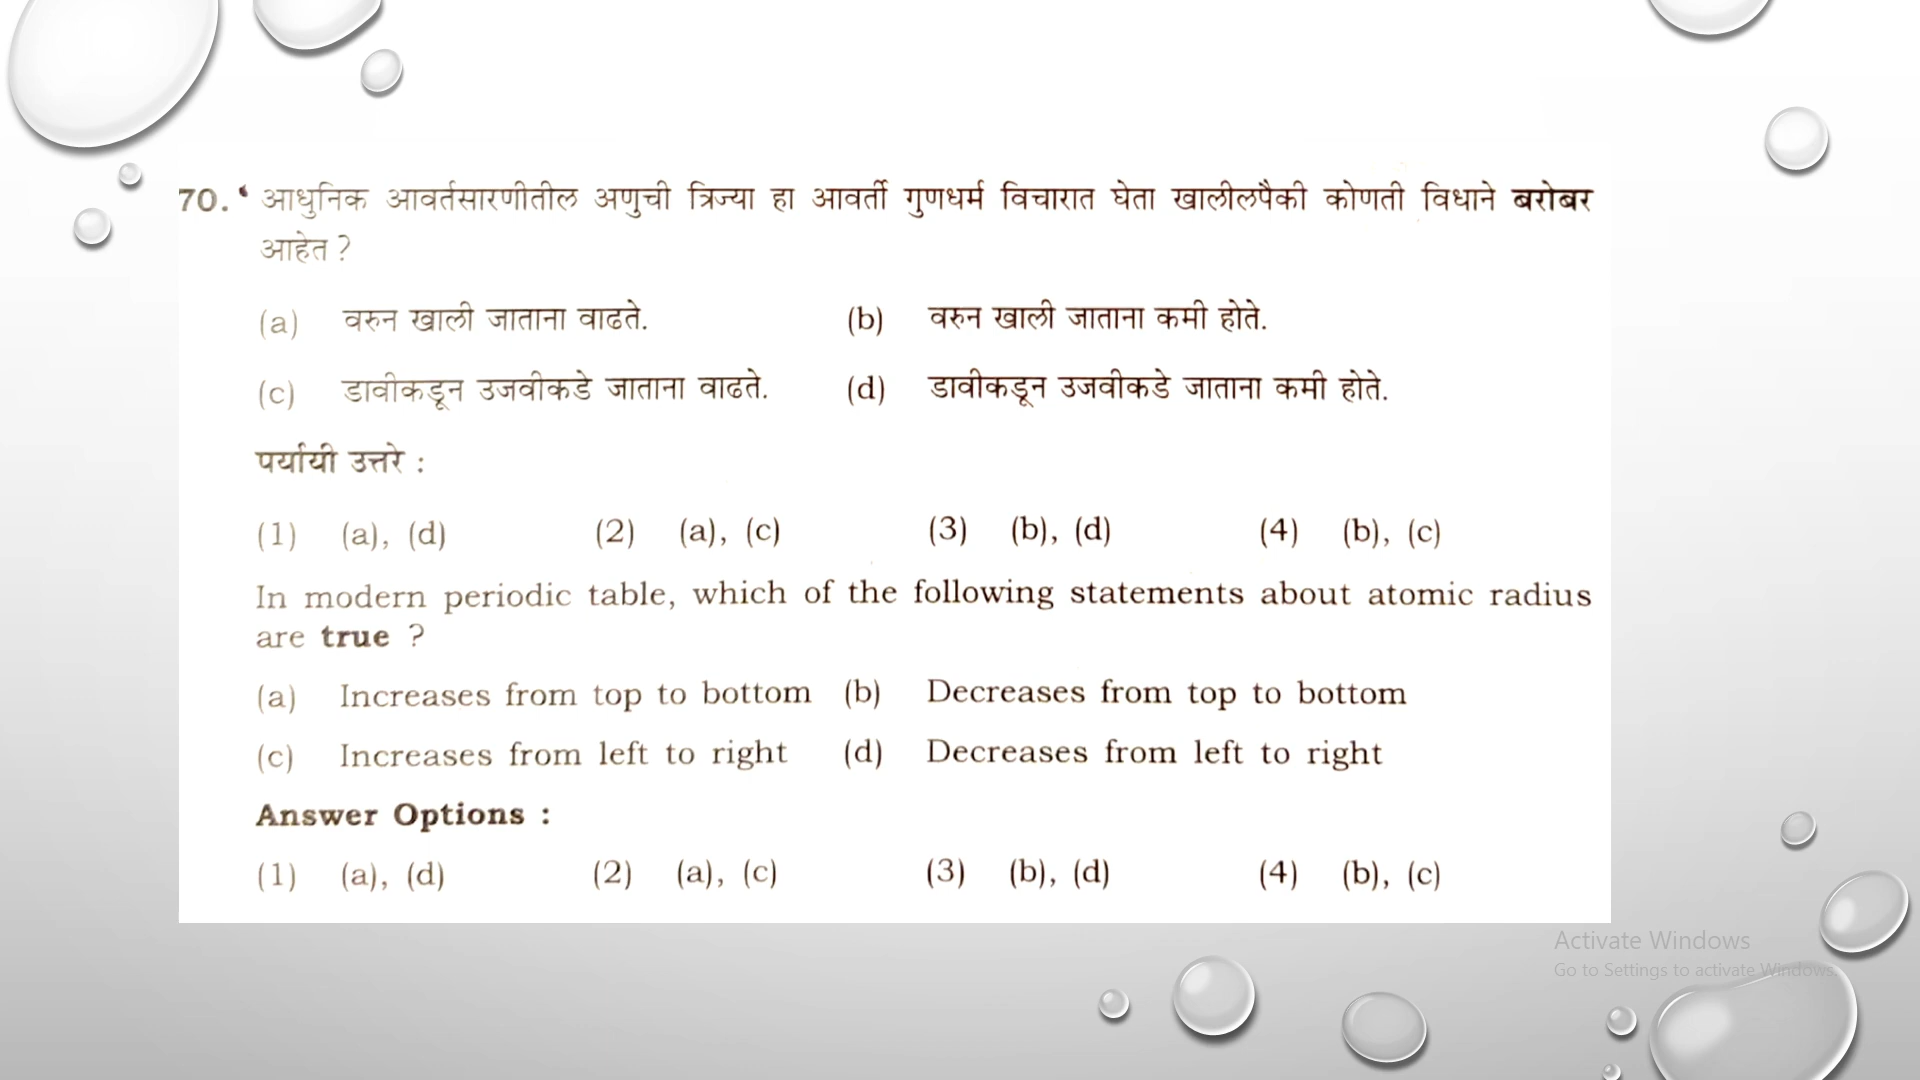 70. आधुनिक आवर्तसारणीतील अणुची त्रिज्या हा आवर्ती गुणधर्म विचारात घेता खालीलपैकी कोणती विधाने बरोबर
आहेत ?
(a) वरुन खाली जाताना वाढते. (b) वरुन खाली जाताना कमी होते.
(c) डावीकडून उजवीकडे जाताना वाढते. (d) डावीकडून उजवीकडे जाताना कमी होते.
पर्यायी उत्तरे :
(1) (a), (d) (2) (a), (c) (3) (b), (d) (4) (b), (c)
In modern periodic table, which of the following statements about atomic radius
are true ?
(a) Increases from top to bottom (b) Decreases from top to bottom
(c) Increases from left to right (d) Decreases from left to right
Answer Options :
(1) (a), (d) (2) (a), (c) (3) (b), (d) (4) (b), (c)
Activate Windows
Go to Settings to activate Windows.